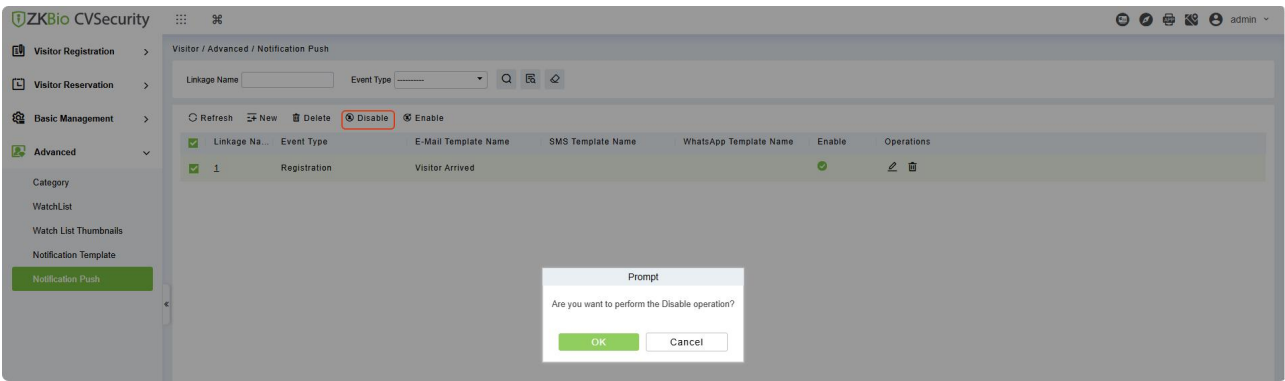 ZKBio CVSecurity
admin
Visitor Registration
Visitor Reservation
Basic Management
Advanced
Category
WatchList
Watch List Thumbnails
Notification Template
Notification Push
Visitor / Advanced / Notification Push
Linkage Name Event Type ----------
Refresh New Delete Disable Enable
Linkage Na... Event Type E-Mail Template Name SMS Template Name WhatsApp Template Name Enable Operations
1 Registration Visitor Arrived
Prompt
Are you want to perform the Disable operation?
OK Cancel